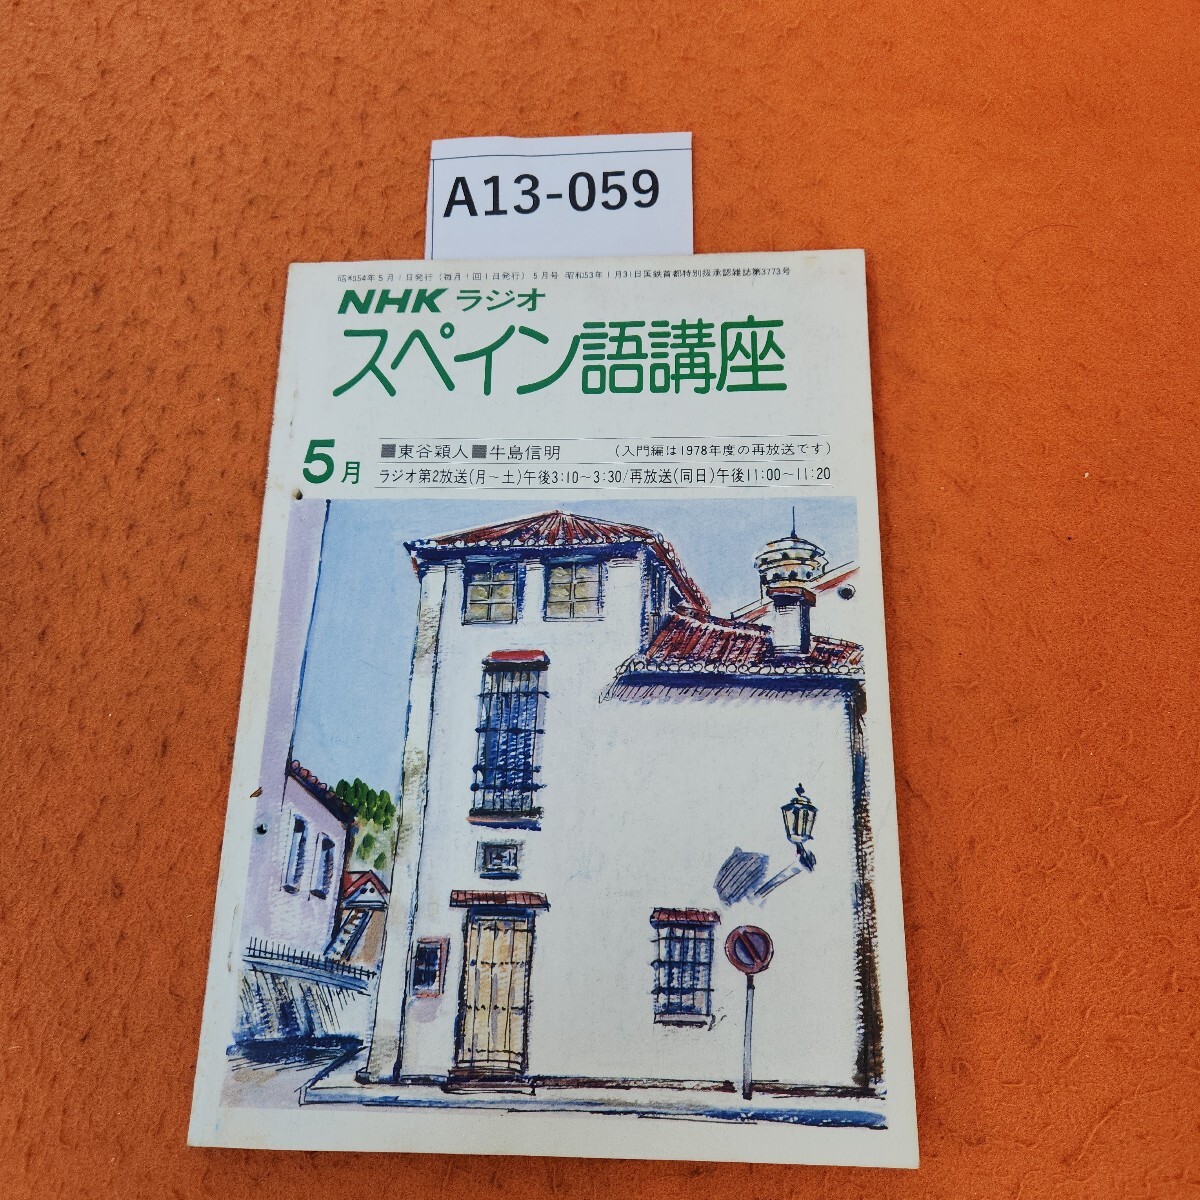 A13-059
昭和54年5月1日発行(毎月1回1日発行) 5月号 昭和53年1月31日国鉄首都特別扱承認雑誌第3773号
NHK ラジオ
スペイン語講座
5月
■東谷穎人■牛島信明 (入門編は1978年度の再放送です)
ラジオ第2放送(月~土)午後3:10~3:30/再放送(同日)午後11:00~11:20